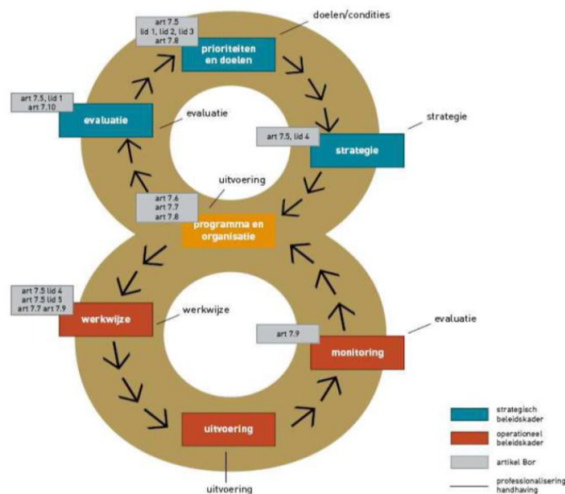 art 7.5
lid 1, lid 2, lid 3
art 7.8
doelen/condities
prioriteiten
en doelen
art 7.5, lid 1
art 7.10
evaluatie
evaluatie
strategie
art 7.5, lid 4
strategie
uitvoering
art 7.6
art 7.7
art 7.8
programma en
organisatie
art 7.5 lid 4
art 7.5 lid 5
art 7.7 art 7.9
werkwijze
werkwijze
evaluatie
art 7.9
monitoring
uitvoering
uitvoering
strategisch
beleidskader
operationeel
beleidskader
artikel Bor
professionalisering
handhaving